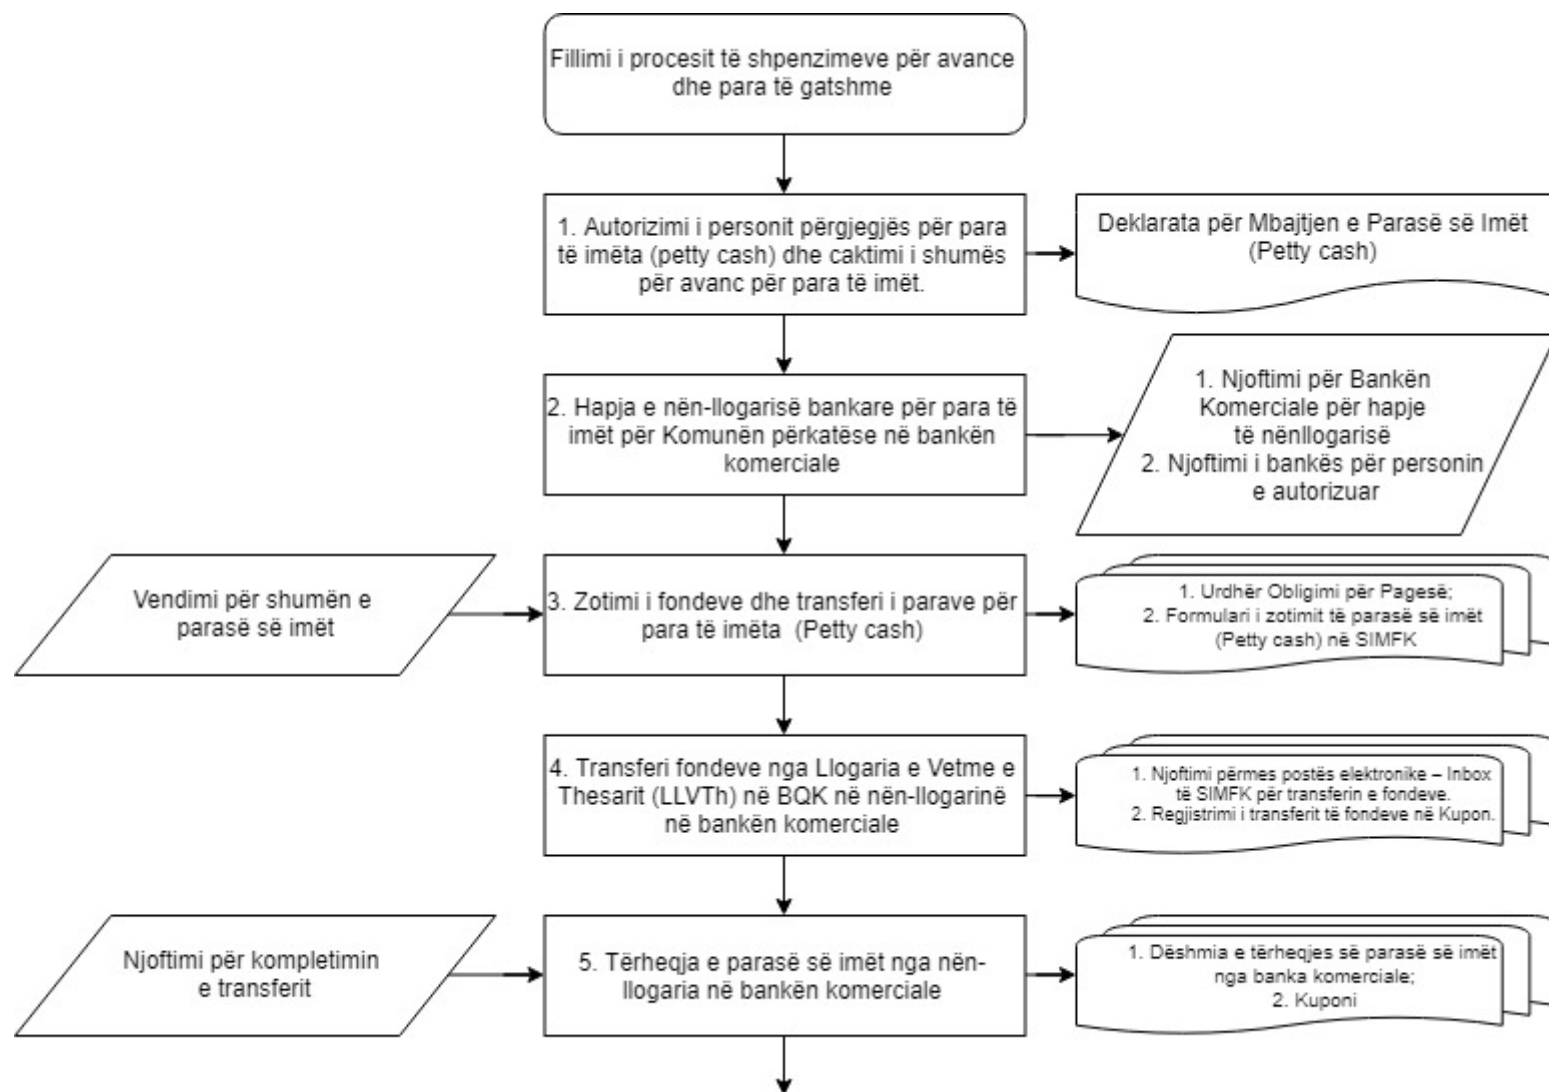 Fillimi i procesit të shpenzimeve për avance
dhe para të gatshme
1. Autorizimi i personit përgjegjës për para
të imëta (petty cash) dhe caktimi i shumës
për avanc për para të imët.
Deklarata për Mbajtjen e Parasë së Imët
(Petty cash)
2. Hapja e nën-llogarisë bankare për para të
imët për Komunën përkatëse në bankën
komerciale
1. Njoftimi për Bankën
Komerciale për hapje
të nënllogarisë
2. Njoftimi i bankës për personin
e autorizuar
Vendimi për shumën e
parasë së imët
3. Zotimi i fondeve dhe transferi i parave për
para të imëta (Petty cash)
1. Urdhër Obligimi për Pagesë;
2. Formulari i zotimit të parasë së imët
(Petty cash) në SIMFK
4. Transferi fondeve nga Llogaria e Vetme e
Thesarit (LLVTh) në BQK në nën-llogarinë
në bankën komerciale
1. Njoftimi përmes postës elektronike – Inbox
të SIMFK për transferin e fondeve.
2. Regjistrimi i transferit të fondeve në Kupon.
Njoftimi për kompletimin
e transferit
5. Tërheqja e parasë së imët nga nën-
llogaria në bankën komerciale
1. Dëshmia e tërheqjes së parasë së imët
nga banka komerciale;
2. Kuponi